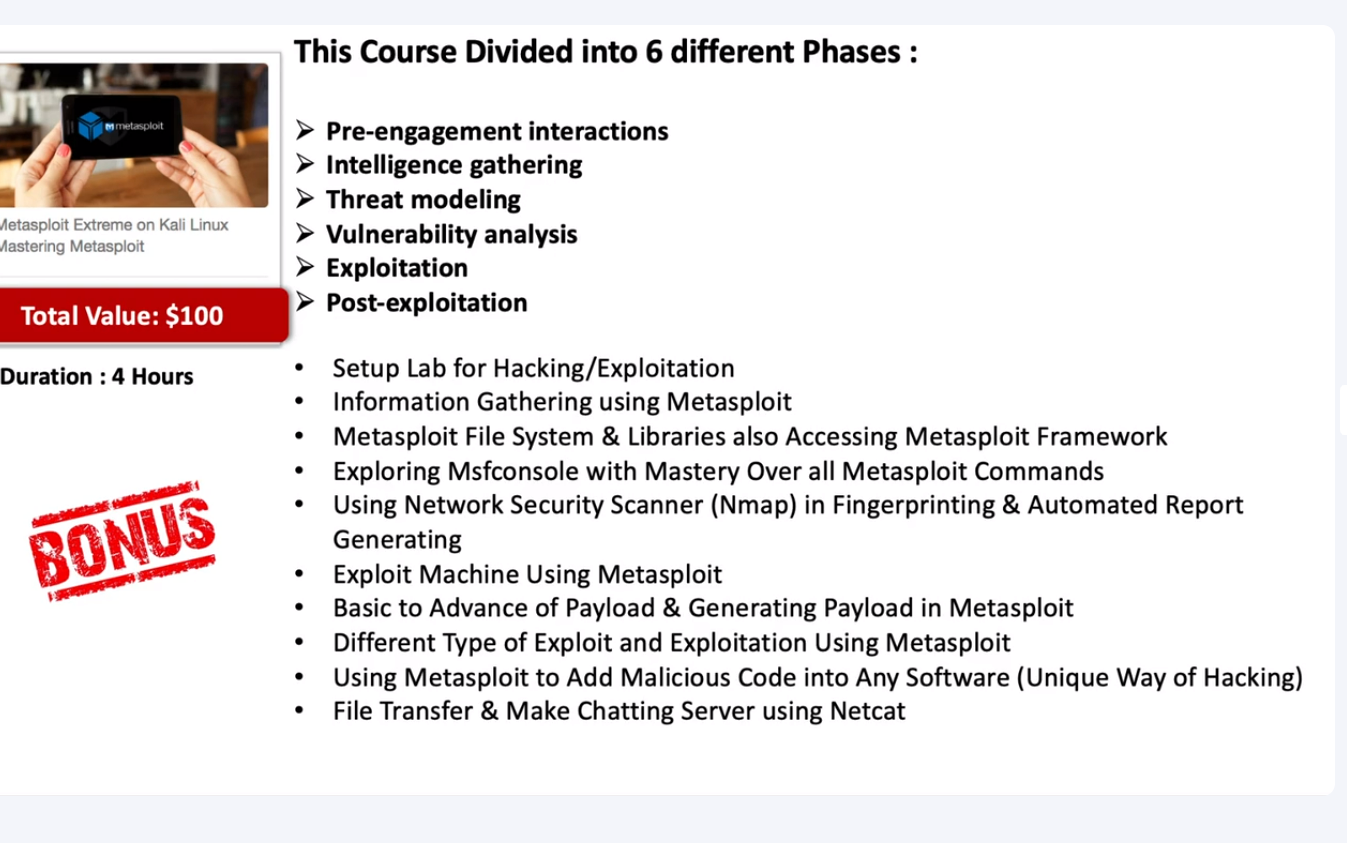 This Course Divided into 6 different Phases :
metasploit
Pre-engagement interactions
Intelligence gathering
Threat modeling
Vulnerability analysis
Exploitation
Post-exploitation
Metasploit Extreme on Kali Linux
Mastering Metasploit
Total Value: $100
Duration : 4 Hours
BONUS
Setup Lab for Hacking/Exploitation
Information Gathering using Metasploit
Metasploit File System & Libraries also Accessing Metasploit Framework
Exploring Msfconsole with Mastery Over all Metasploit Commands
Using Network Security Scanner (Nmap) in Fingerprinting & Automated Report
Generating
Exploit Machine Using Metasploit
Basic to Advance of Payload & Generating Payload in Metasploit
Different Type of Exploit and Exploitation Using Metasploit
Using Metasploit to Add Malicious Code into Any Software (Unique Way of Hacking)
File Transfer & Make Chatting Server using Netcat